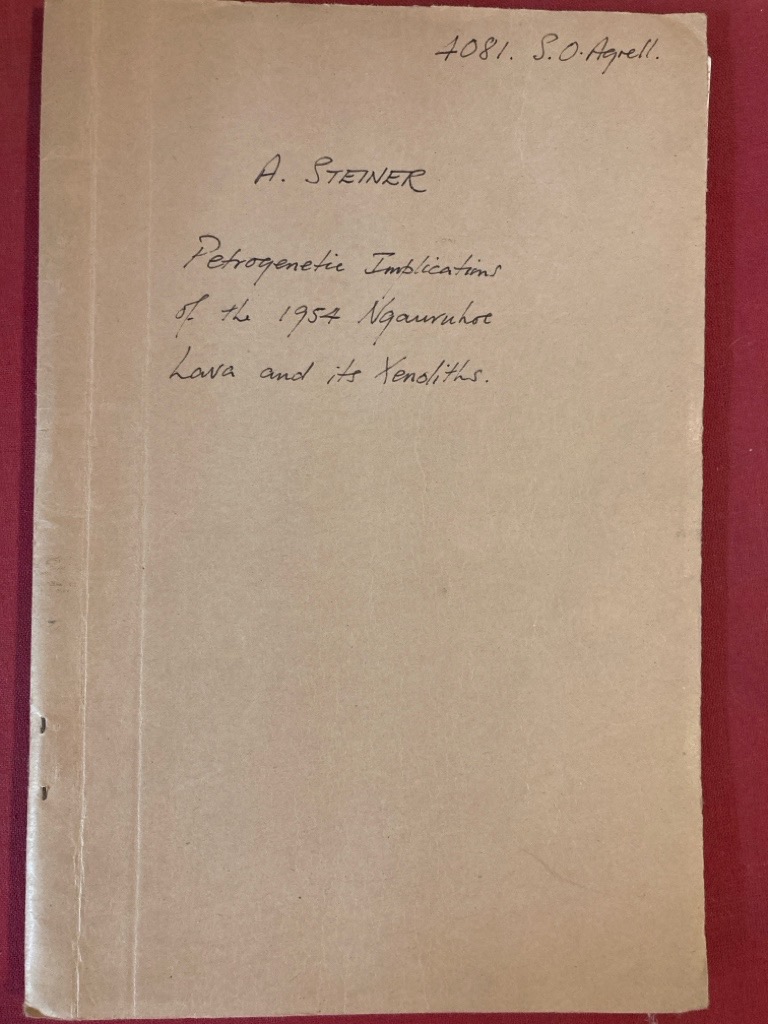 4081. S.O. Agrell.
A. STEINER
Petrogenetic Implications
of the 1954 Ngauruhoe
Lava and its Xenoliths.